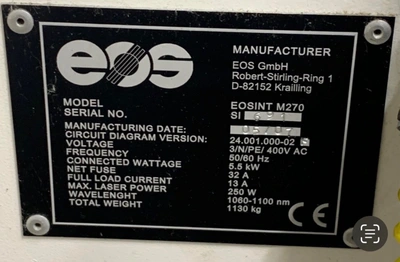 eos
MANUFACTURER
EOS GmbH
Robert-Stirling-Ring 1
D-82152 Krailling
MODEL EOSINT M270
SERIAL NO. SI
MANUFACTURING DATE:
CIRCUIT DIAGRAM VERSION: 24.001.000-02
VOLTAGE 3/N/PE/ 400V AC
FREQUENCY 50/60 Hz
CONNECTED WATTAGE 5.5 kW
NET FUSE 32 A
FULL LOAD CURRENT 13 A
MAX. LASER POWER 250 W
WAVELENGHT 1060-1100 nm
TOTAL WEIGHT 1130 kg
CE